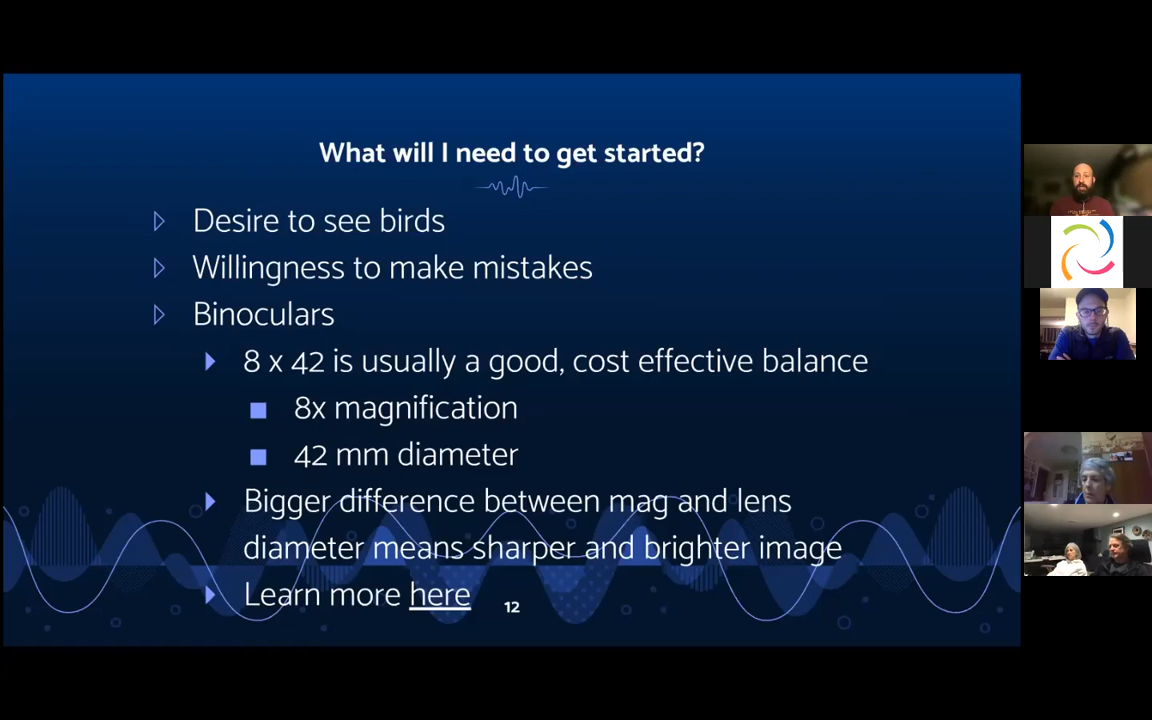 What will I need to get started?
Desire to see birds
Willingness to make mistakes
Binoculars
8 x 42 is usually a good, cost effective balance
8x magnification
42 mm diameter
Bigger difference between mag and lens
diameter means sharper and brighter image
Learn more here
12